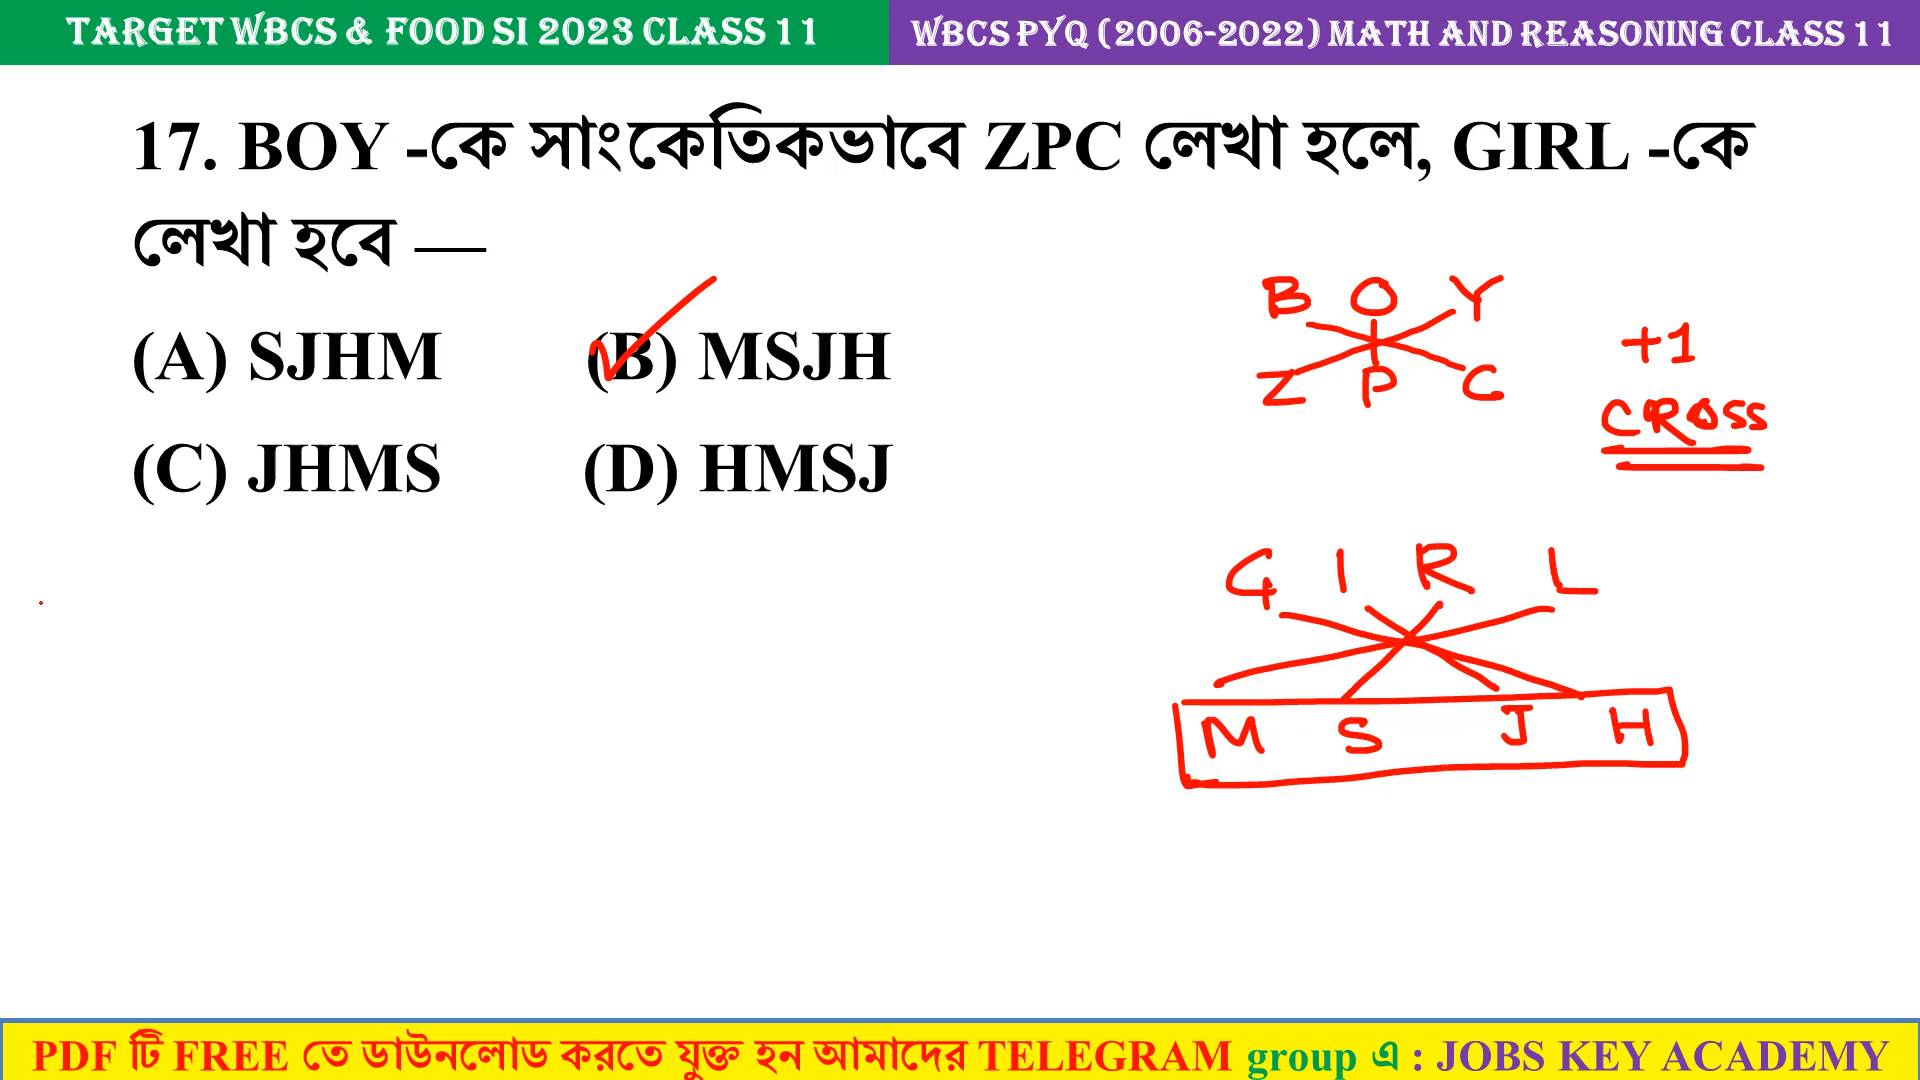 TARGET WBCS & FOOD SI 2023 CLASS 11
WBCS PYQ (2006-2022) MATH AND REASONING CLASS 11
17. BOY -কে সাংকেতিকভাবে ZPC লেখা হলে, GIRL -কে
লেখা হবে —
(A) SJHM (B) MSJH
(C) JHMS (D) HMSJ
B O Y
Z P C
+1
CROSS
G I R L
M S J H
PDF টি FREE তে ডাউনলোড করতে যুক্ত হন আমাদের TELEGRAM group এ : JOBS KEY ACADEMY